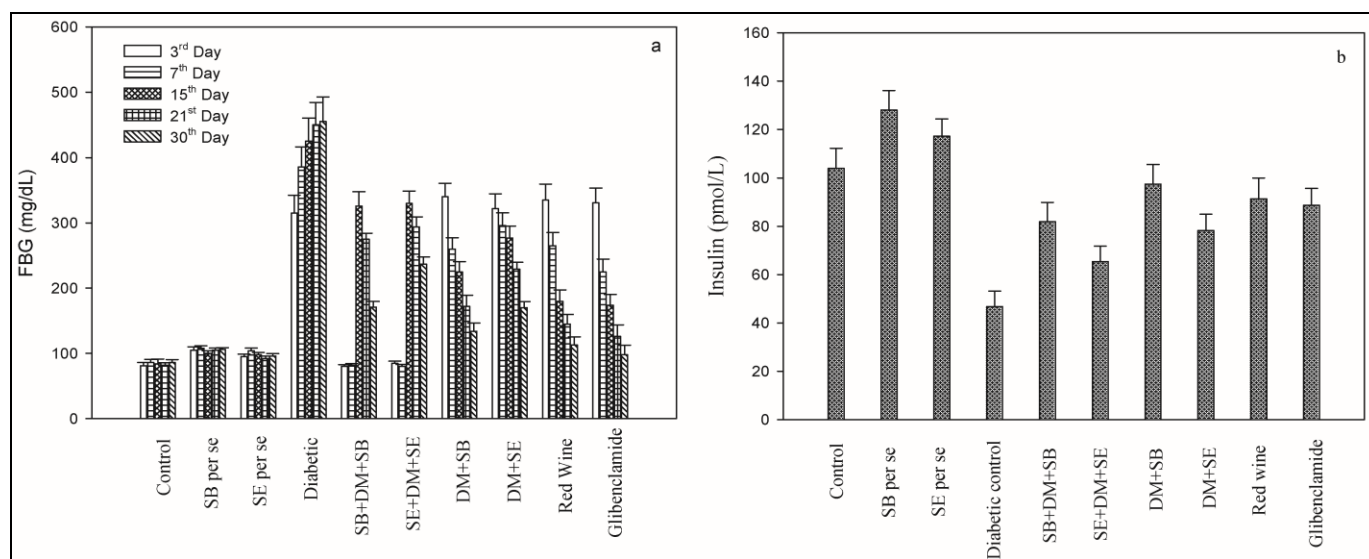 a
600
500
400
300
200
100
0
FBG (mg/dL)
3rd Day
7th Day
15th Day
21st Day
30th Day
Control
SB per se
SE per se
Diabetic
SB+DM+SB
SE+DM+SE
DM+SB
DM+SE
Red Wine
Glibenclamide
b
160
140
120
100
80
60
40
20
0
Insulin (pmol/L)
Control
SB per se
SE per se
Diabetic control
SB+DM+SB
SE+DM+SE
DM+SB
DM+SE
Red wine
Glibenclamide